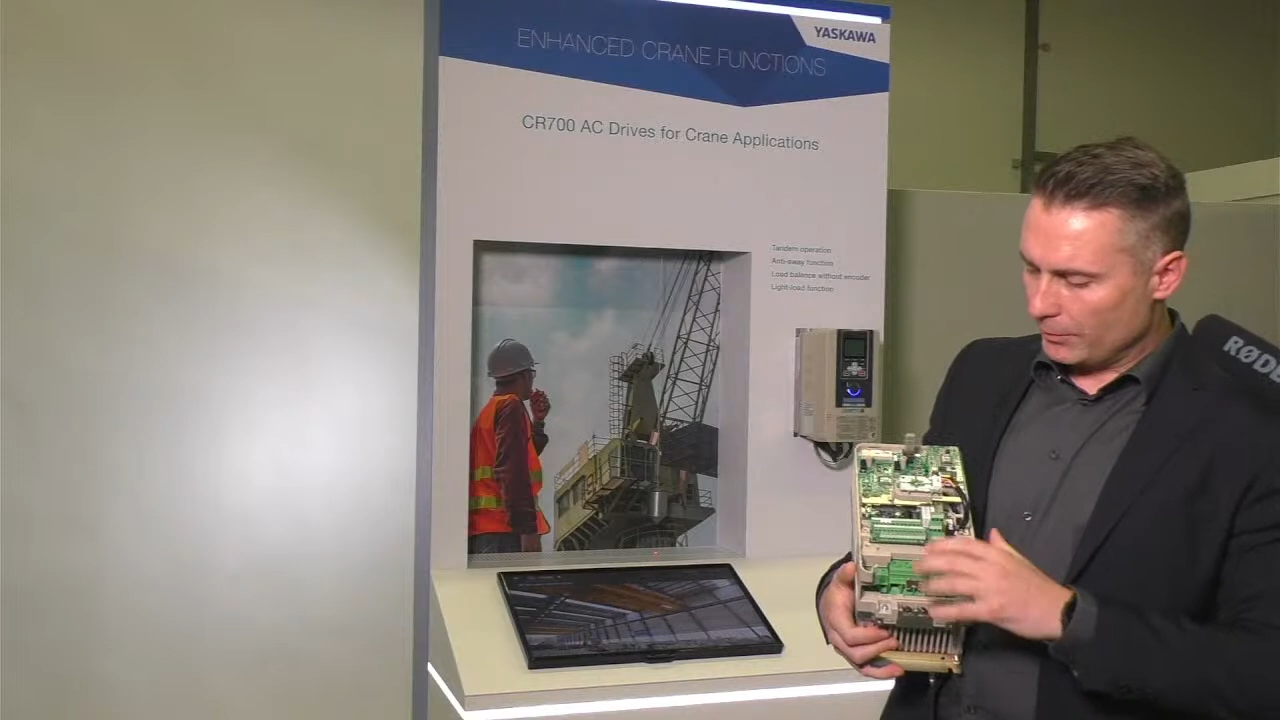 YASKAWA
ENHANCED CRANE FUNCTIONS
CR700 AC Drives for Crane Applications
Tandem operation
Anti-sway function
Load balance without encoder
Light-load function
RØDE